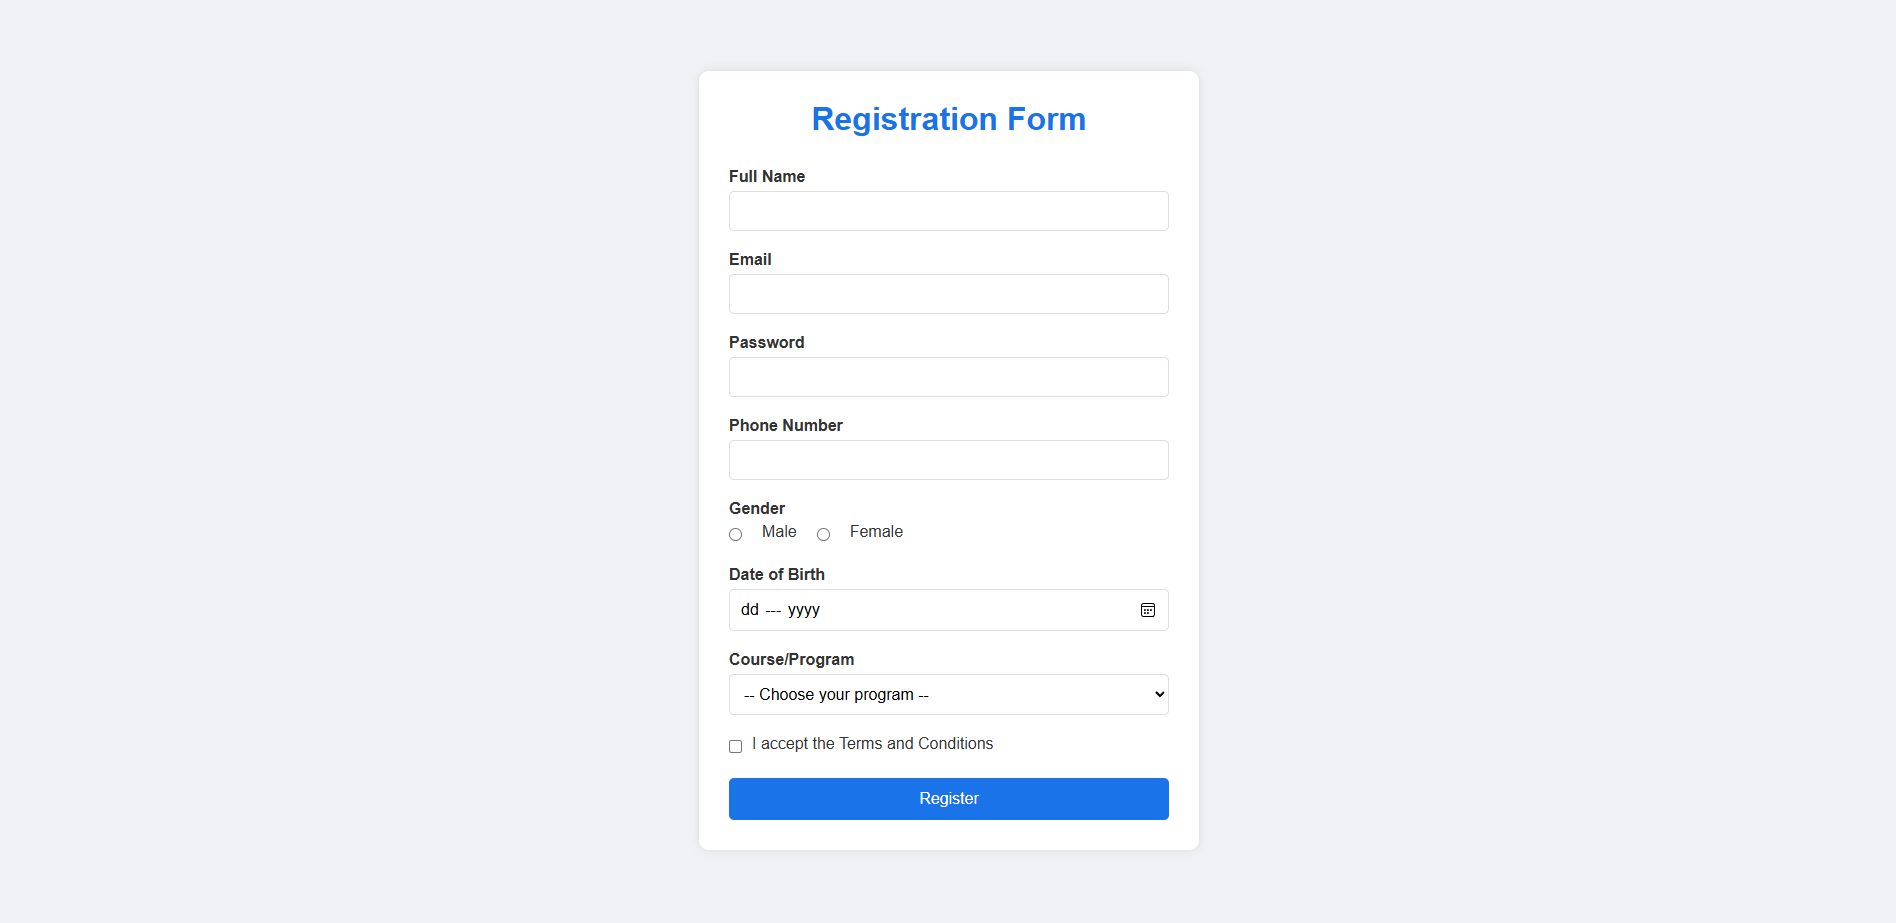 Registration Form
Full Name
Email
Password
Phone Number
Gender
Male Female
Date of Birth
dd --- yyyy
Course/Program
-- Choose your program --
I accept the Terms and Conditions
Register